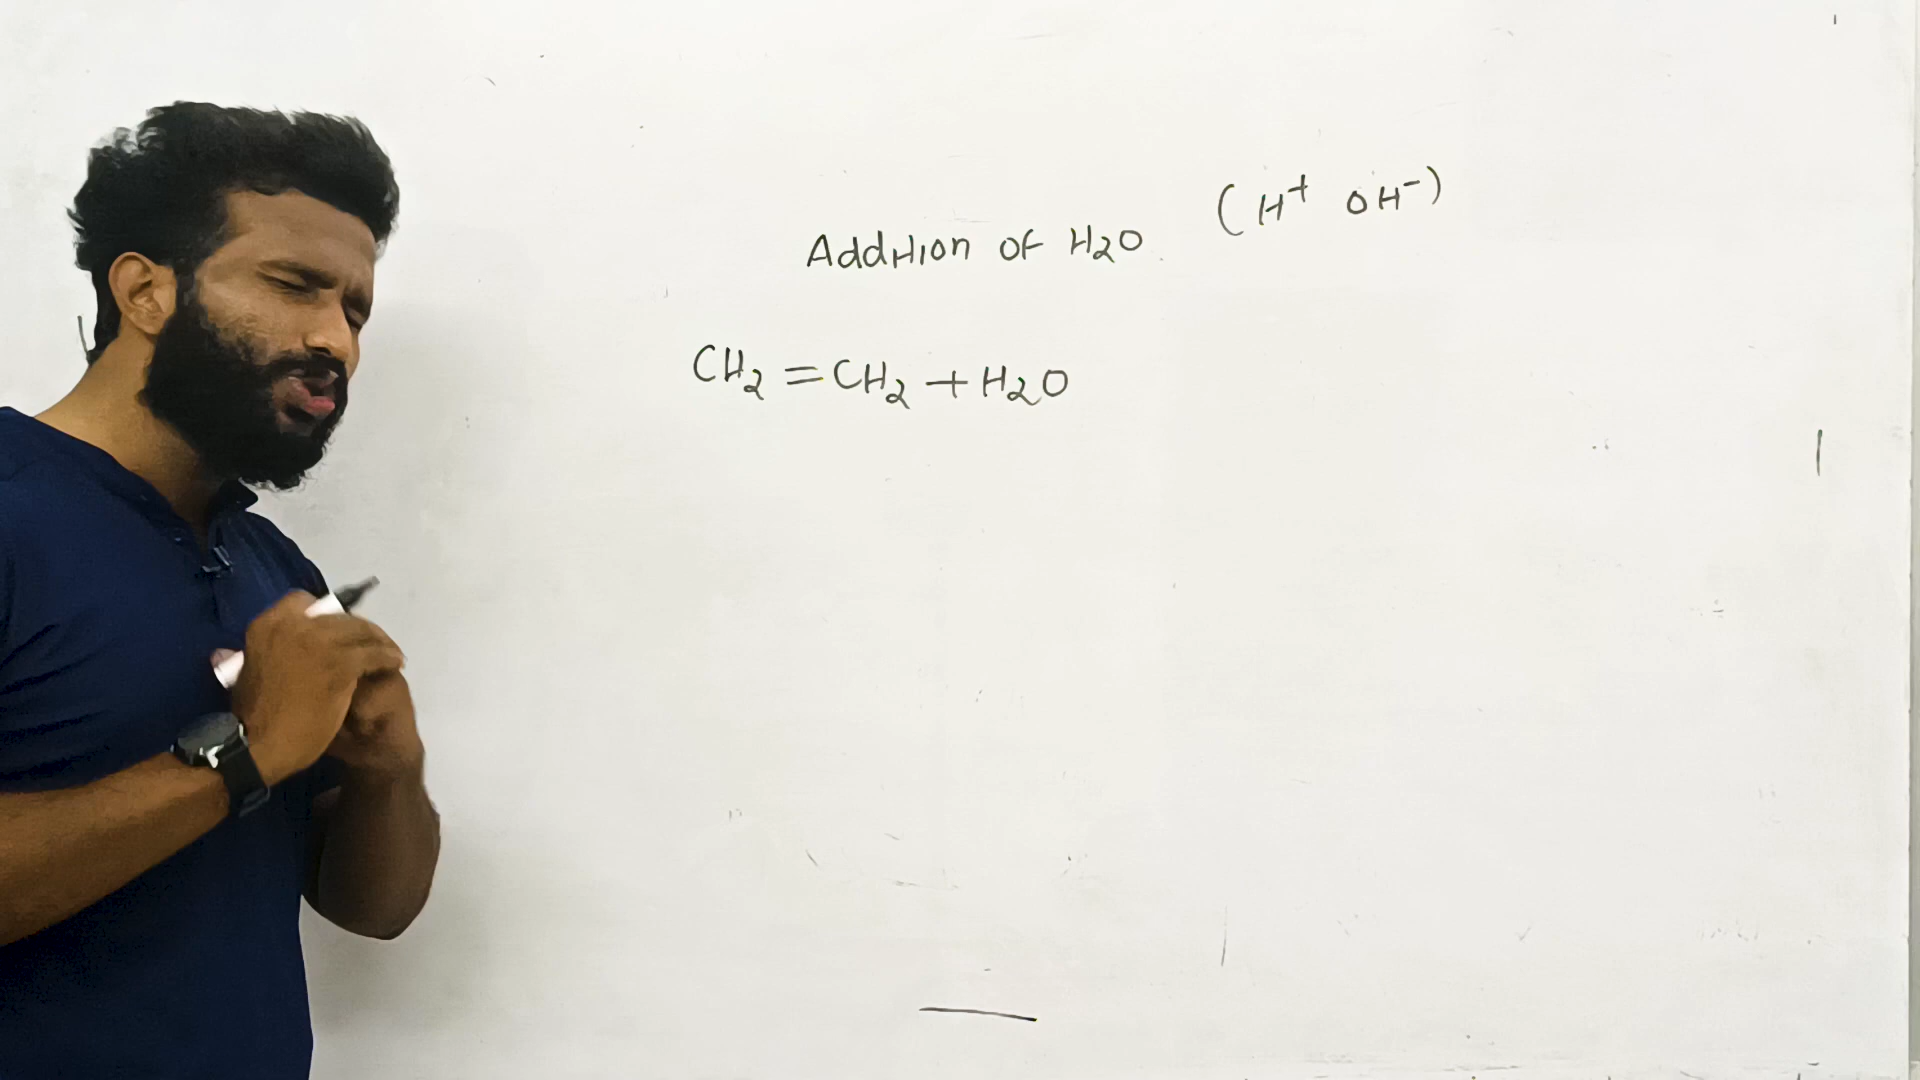 (H⁺ OH⁻)
Addition of H₂O
CH₂=CH₂+H₂O